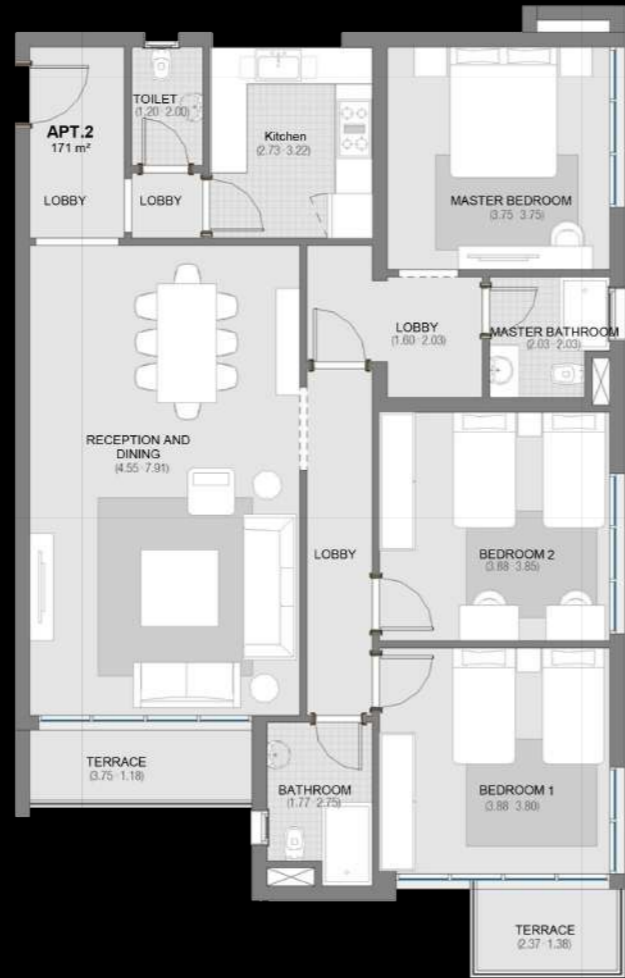 TOILET
(1.20 2.00)
APT.2
171 m²
LOBBY
LOBBY
Kitchen
(2.73 3.22)
MASTER BEDROOM
(3.75 3.75)
LOBBY
(1.60 2.03)
MASTER BATHROOM
(2.03 2.03)
RECEPTION AND
DINING
(4.55 7.91)
LOBBY
BEDROOM 2
(3.88 3.85)
TERRACE
(3.75 1.18)
BATHROOM
(1.77 2.75)
BEDROOM 1
(3.88 3.80)
TERRACE
(2.37 1.38)